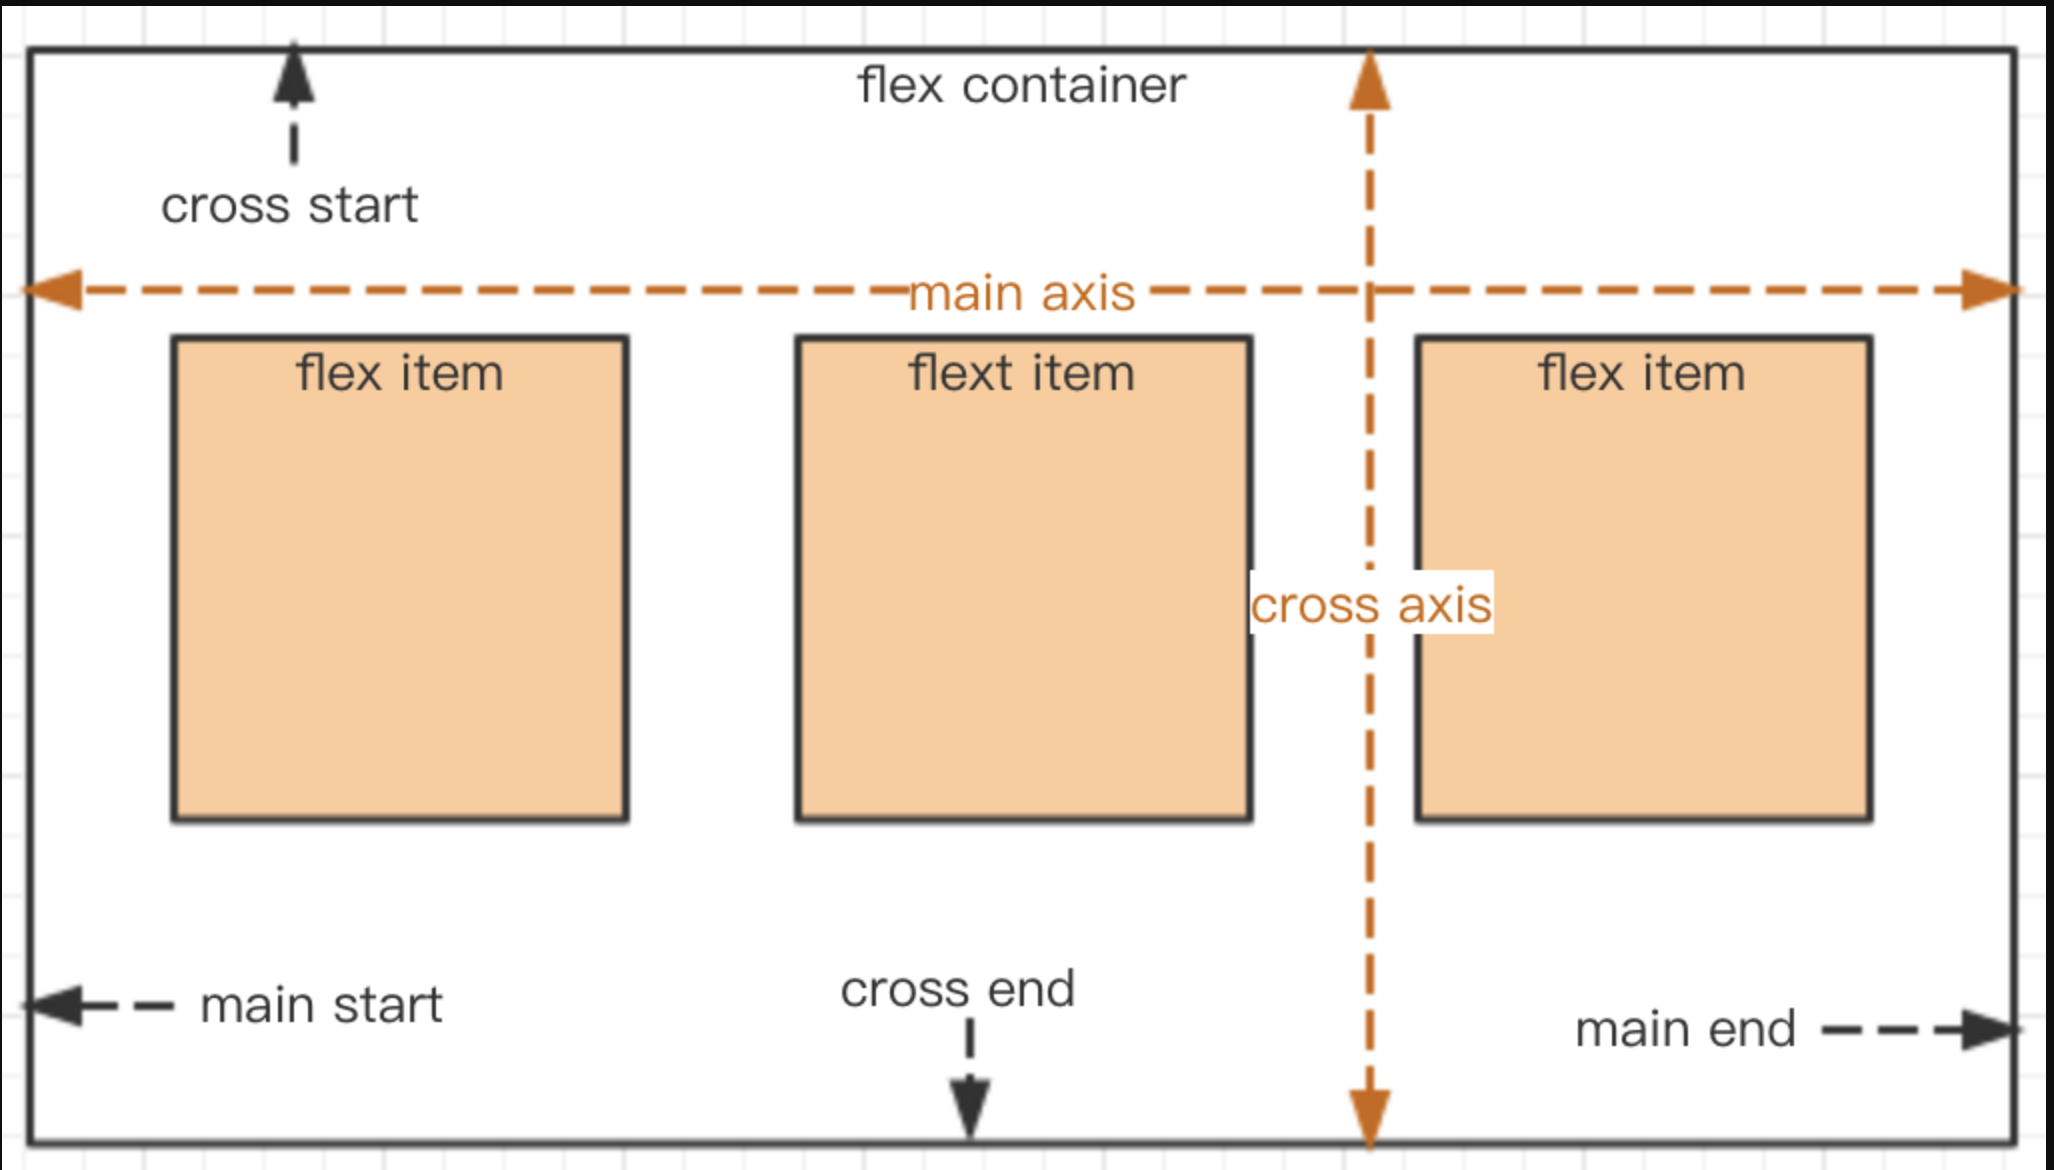 flex container
cross start
main axis
flex item
flext item
flex item
cross axis
cross end
main start
main end